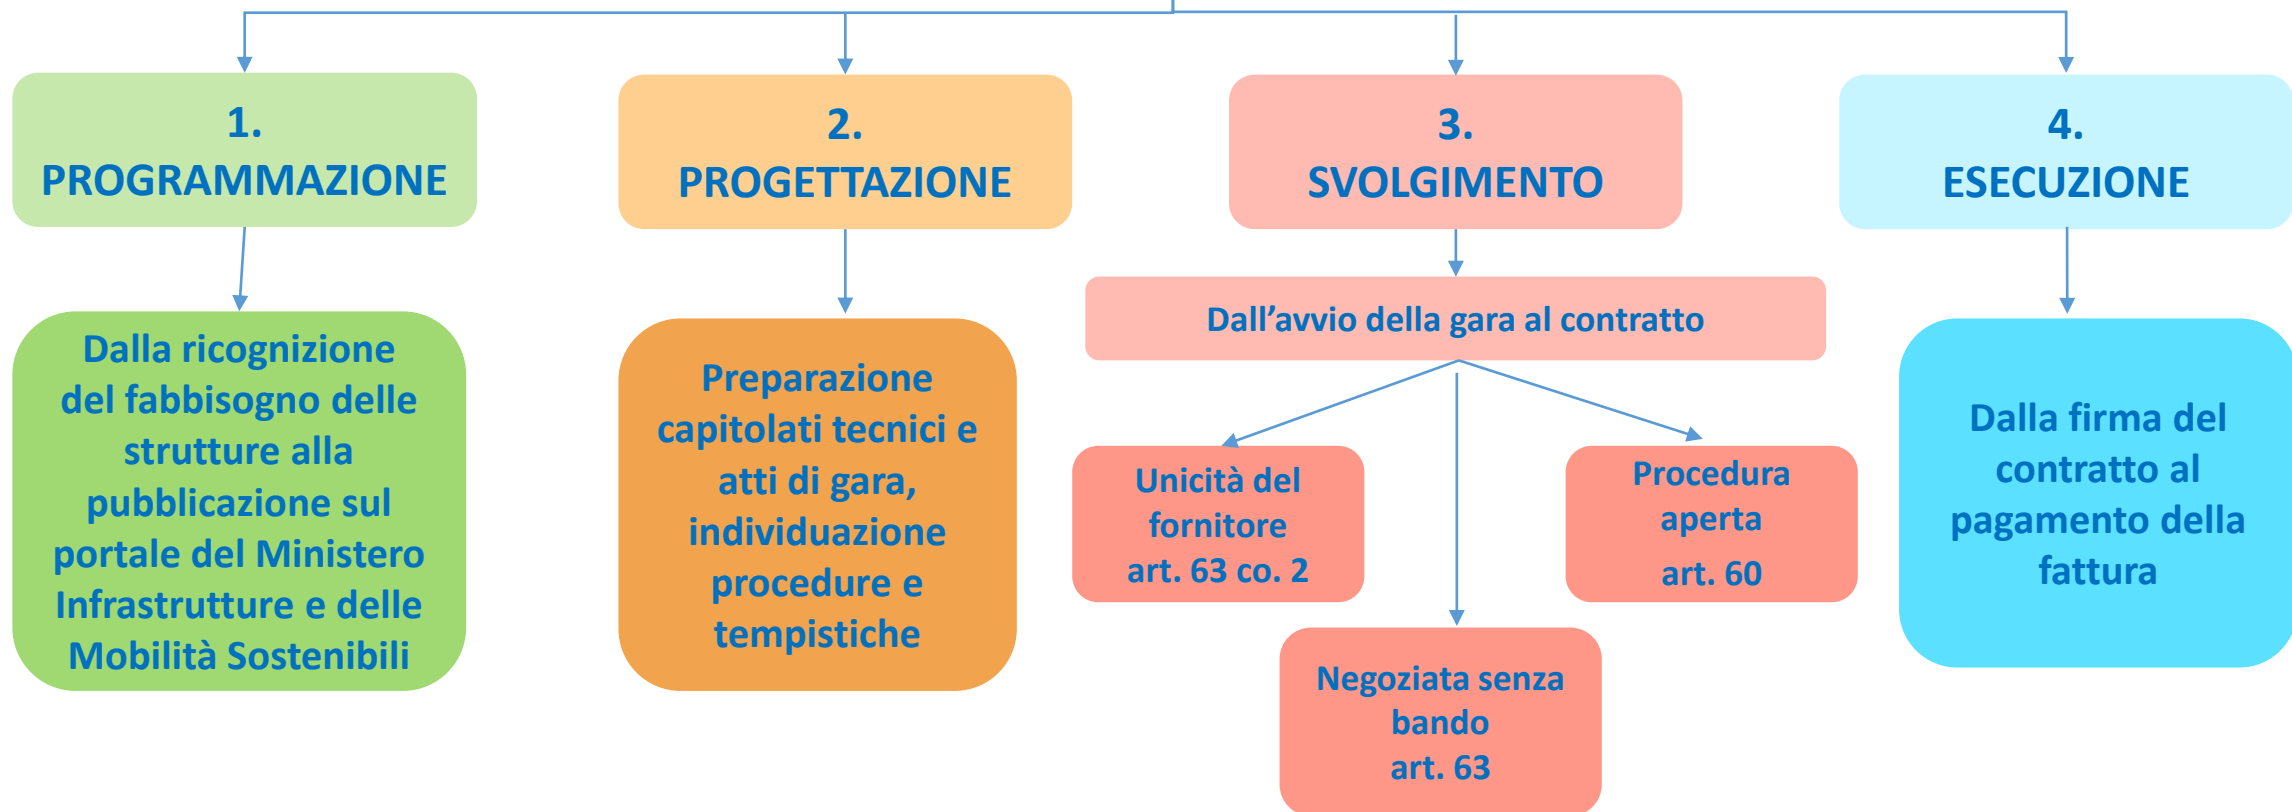 1.
PROGRAMMAZIONE
2.
PROGETTAZIONE
3.
SVOLGIMENTO
4.
ESECUZIONE
Dalla ricognizione
del fabbisogno delle
strutture alla
pubblicazione sul
portale del Ministero
Infrastrutture e delle
Mobilità Sostenibili
Preparazione
capitolati tecnici e
atti di gara,
individuazione
procedure e
tempistiche
Dall’avvio della gara al contratto
Unicità del
fornitore
art. 63 co. 2
Negoziata senza
bando
art. 63
Procedura
aperta
art. 60
Dalla firma del
contratto al
pagamento della
fattura